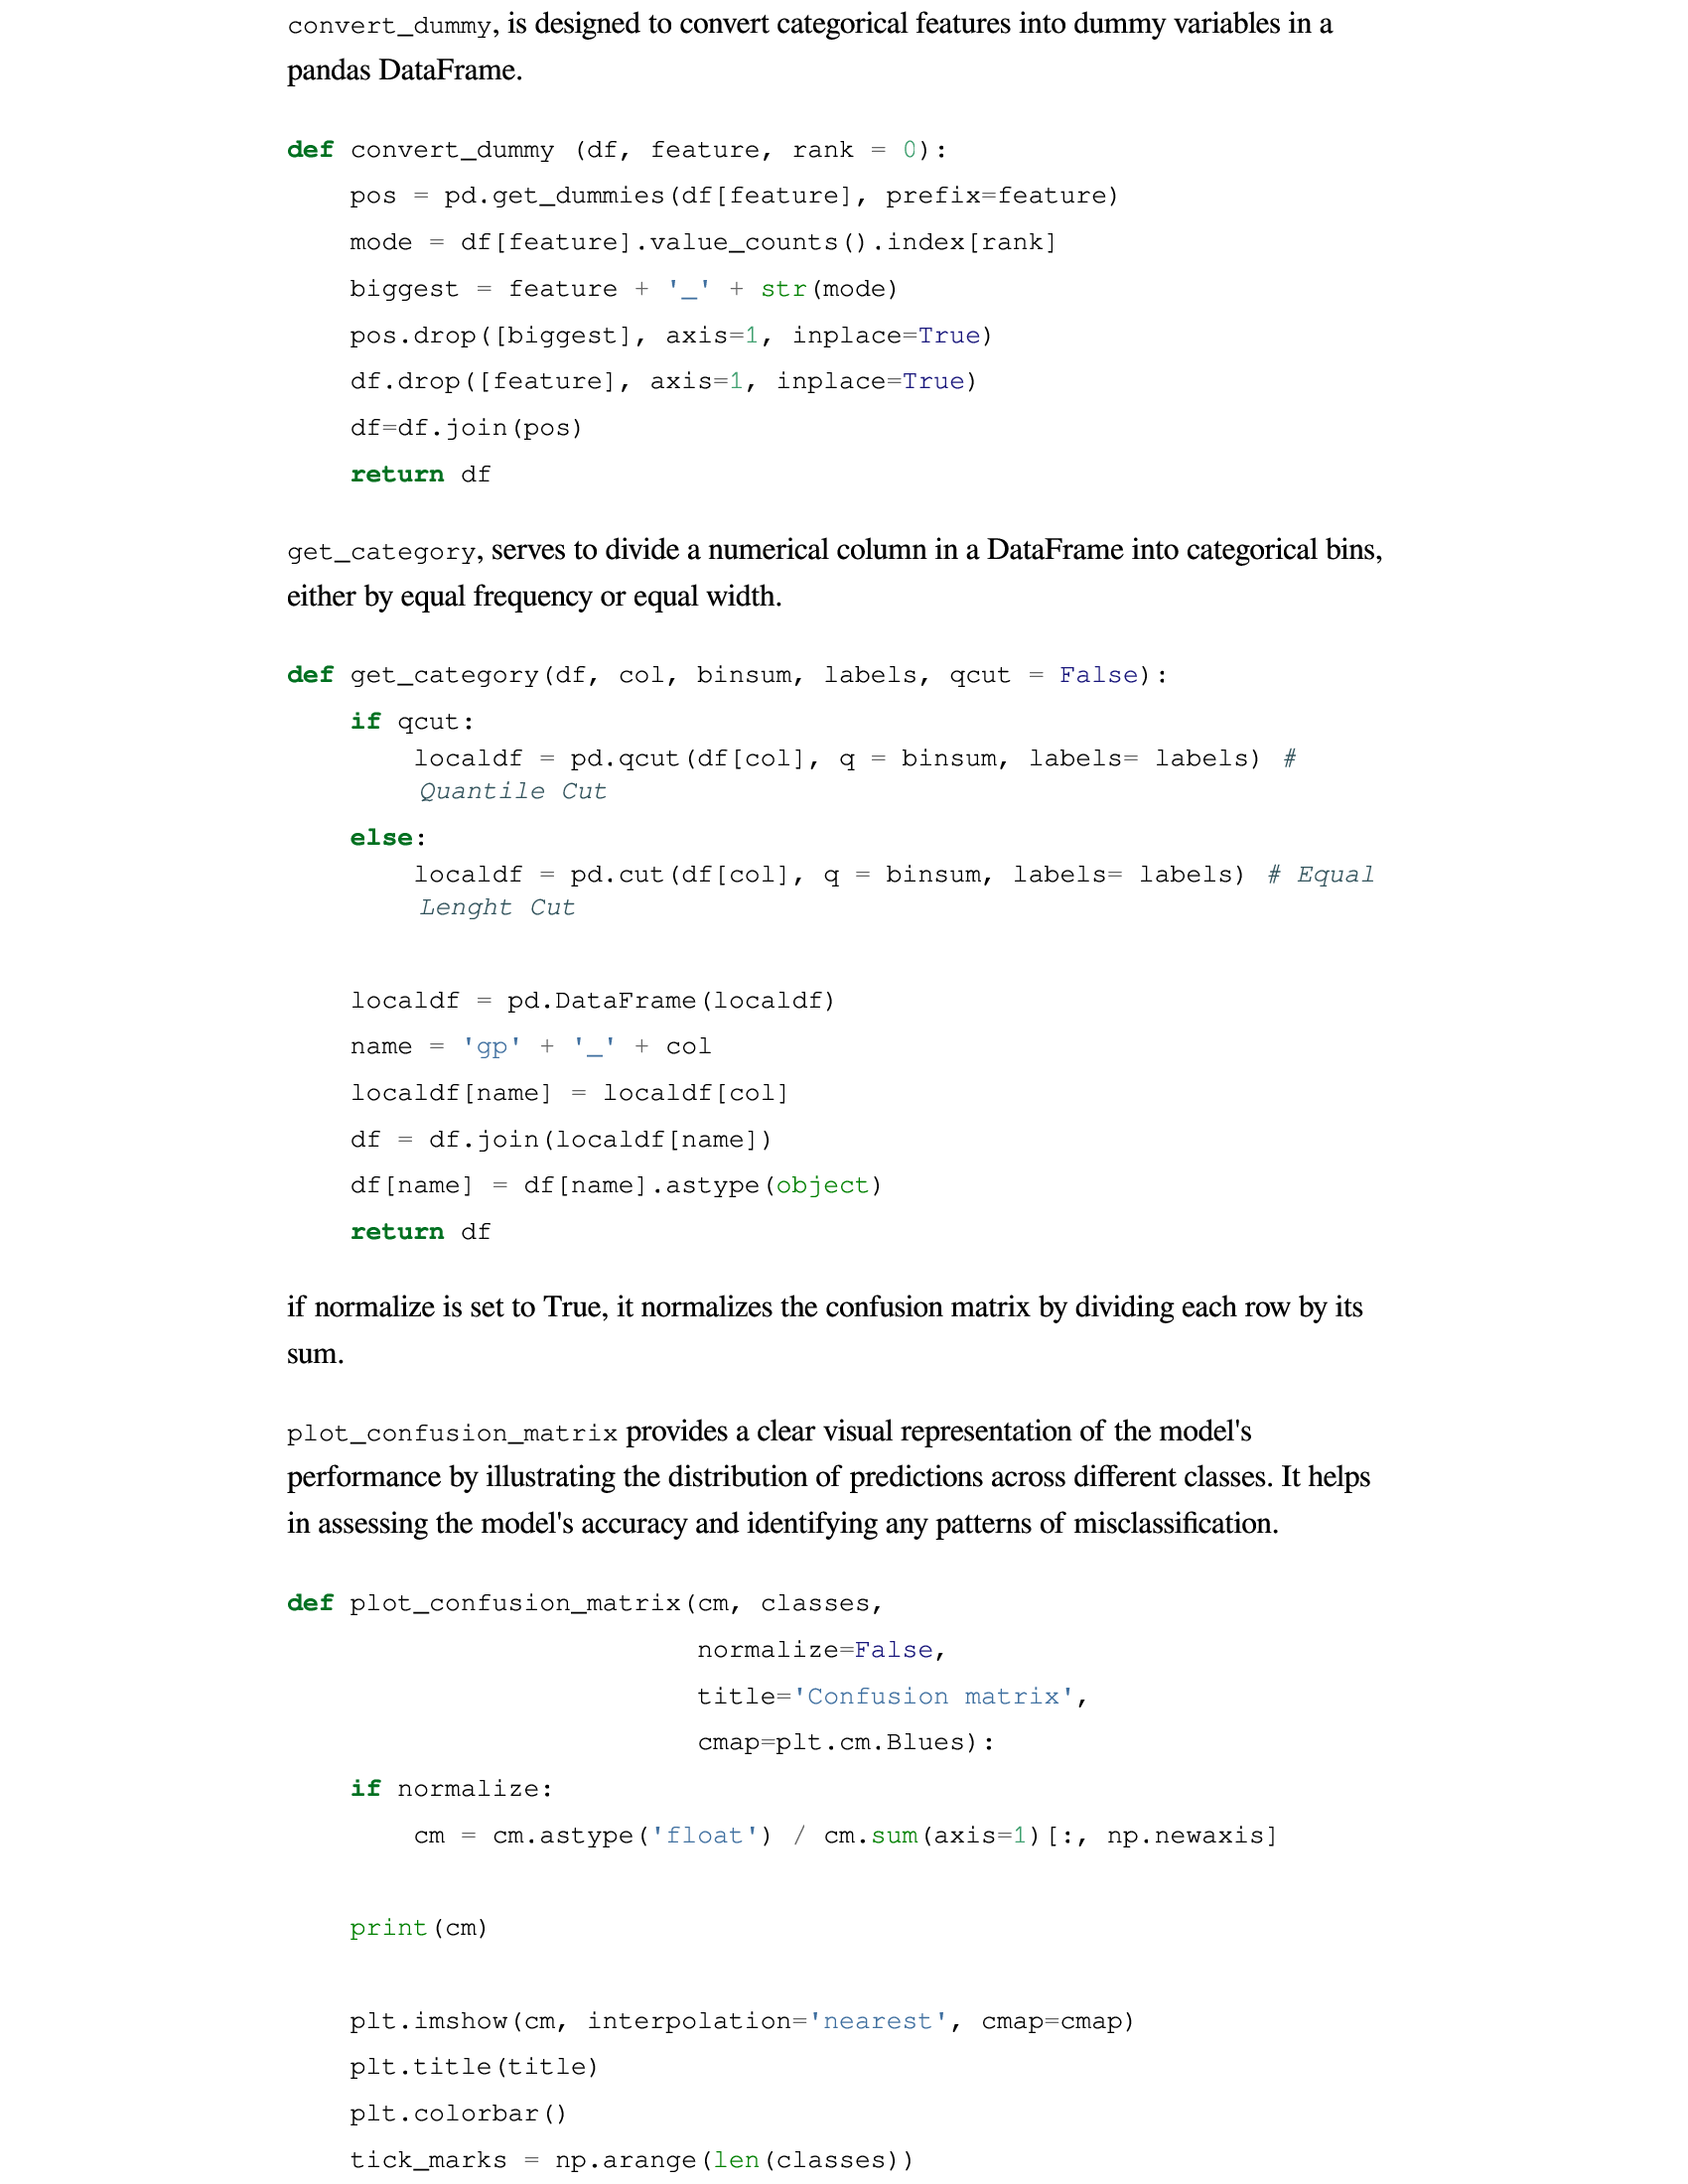 convert_dummy, is designed to convert categorical features into dummy variables in a
pandas DataFrame.
def convert_dummy (df, feature, rank = 0):
    pos = pd.get_dummies(df[feature], prefix=feature)
    mode = df[feature].value_counts().index[rank]
    biggest = feature + '_' + str(mode)
    pos.drop([biggest], axis=1, inplace=True)
    df.drop([feature], axis=1, inplace=True)
    df=df.join(pos)
    return df
get_category, serves to divide a numerical column in a DataFrame into categorical bins,
either by equal frequency or equal width.
def get_category(df, col, binsum, labels, qcut = False):
    if qcut:
        localdf = pd.qcut(df[col], q = binsum, labels= labels) #
        Quantile Cut
    else:
        localdf = pd.cut(df[col], q = binsum, labels= labels) # Equal
        Lenght Cut
    localdf = pd.DataFrame(localdf)
    name = 'gp' + '_' + col
    localdf[name] = localdf[col]
    df = df.join(localdf[name])
    df[name] = df[name].astype(object)
    return df
if normalize is set to True, it normalizes the confusion matrix by dividing each row by its
sum.
plot_confusion_matrix provides a clear visual representation of the model's
performance by illustrating the distribution of predictions across different classes. It helps
in assessing the model's accuracy and identifying any patterns of misclassification.
def plot_confusion_matrix(cm, classes,
                          normalize=False,
                          title='Confusion matrix',
                          cmap=plt.cm.Blues):
    if normalize:
        cm = cm.astype('float') / cm.sum(axis=1)[:, np.newaxis]
    print(cm)
    plt.imshow(cm, interpolation='nearest', cmap=cmap)
    plt.title(title)
    plt.colorbar()
    tick_marks = np.arange(len(classes))